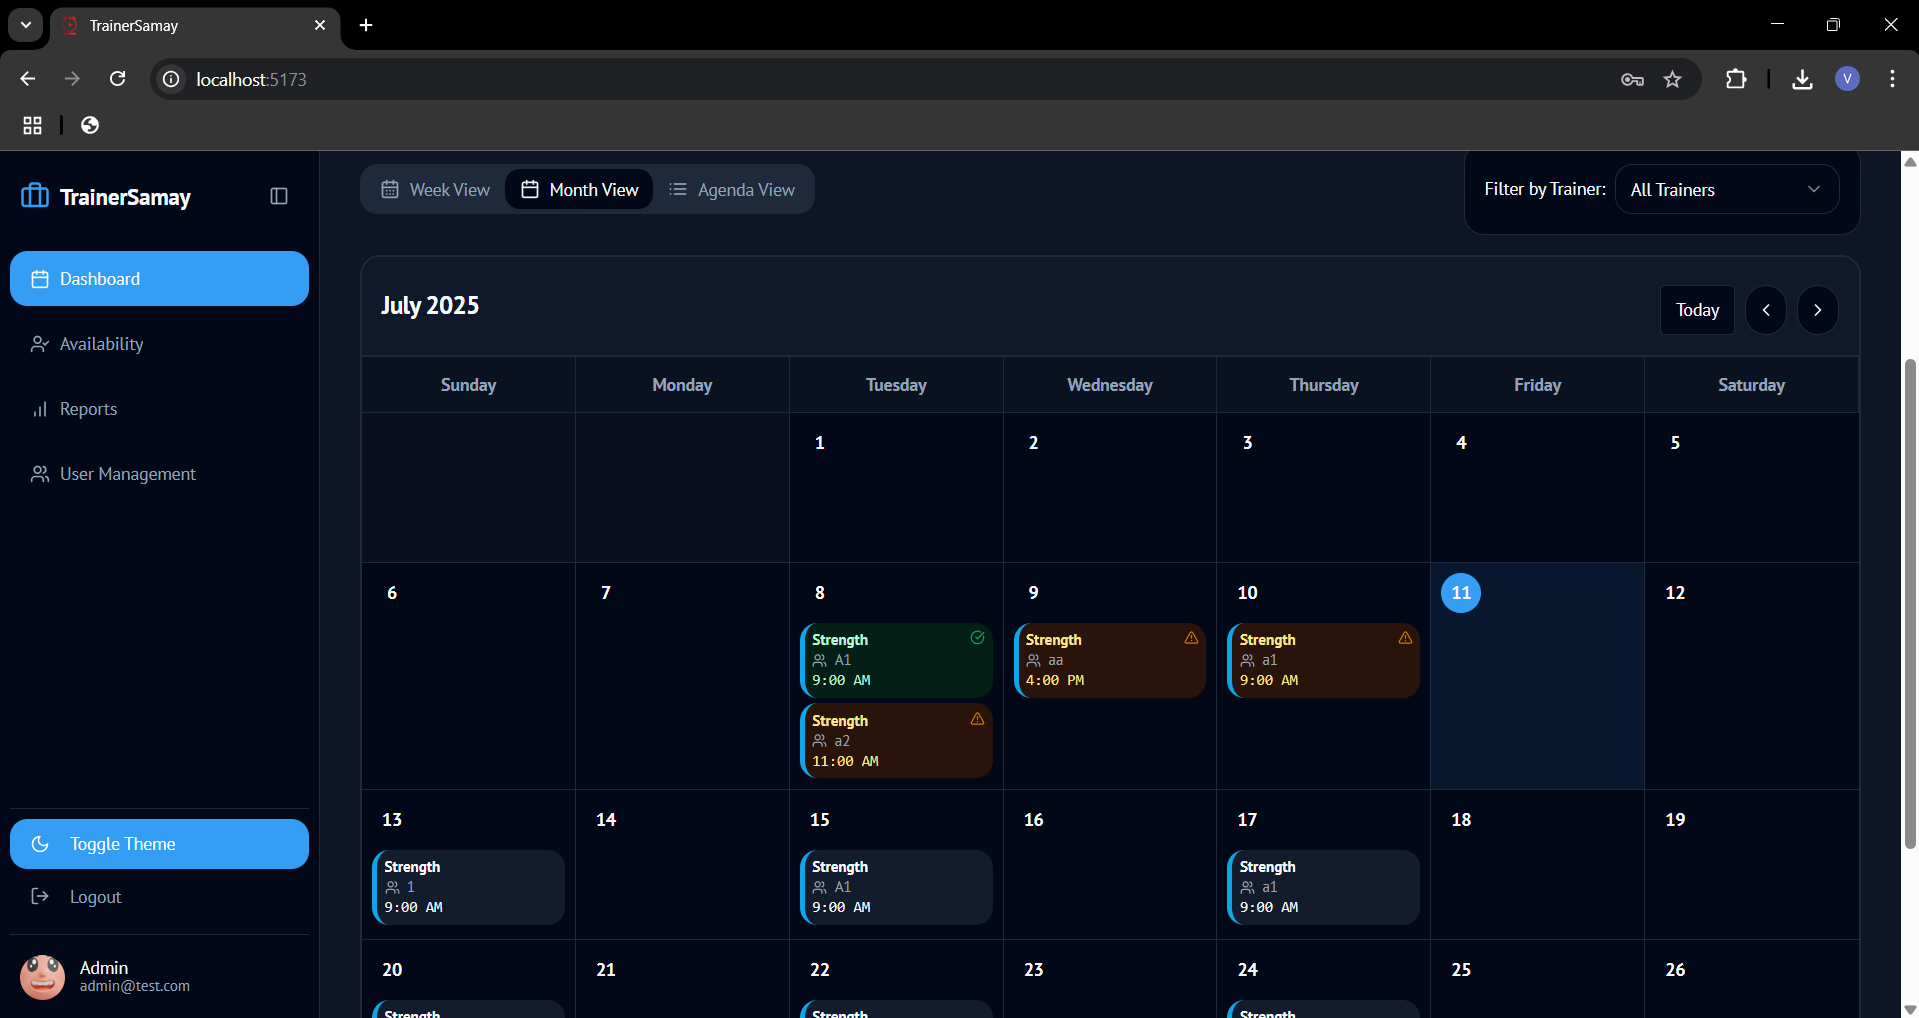 TrainerSamay
localhost:5173
V
TrainerSamay
Dashboard
Availability
Reports
User Management
Toggle Theme
Logout
Admin
admin@test.com
Week View
Month View
Agenda View
Filter by Trainer:
All Trainers
July 2025
Today
Sunday
Monday
Tuesday
Wednesday
Thursday
Friday
Saturday
1
2
3
4
5
6
7
8
Strength
A1
9:00 AM
Strength
a2
11:00 AM
9
Strength
aa
4:00 PM
10
Strength
a1
9:00 AM
11
12
13
Strength
1
9:00 AM
14
15
Strength
A1
9:00 AM
16
17
Strength
a1
9:00 AM
18
19
20
Strength
21
22
Strength
23
24
Strength
25
26